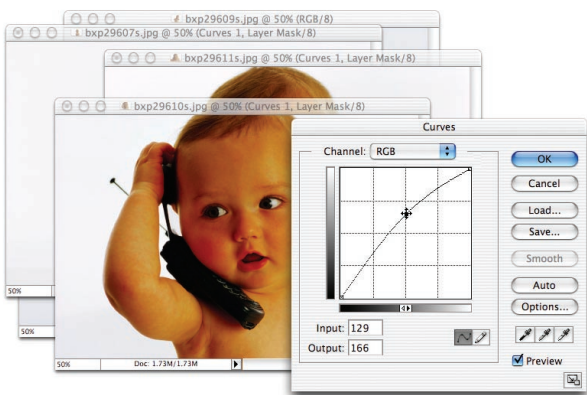 bxp29609s.jpg @ 50% (RGB/8)
bxp29607s.jpg @ 50% (Curves 1, Layer Mask/8)
bxp29611s.jpg @ 50% (Curves 1, Layer Mask/8)
bxp29610s.jpg @ 50% (Curves 1, Layer Mask/8)
Curves
Channel: RGB
OK
Cancel
Load...
Save...
Smooth
Auto
Options...
Input: 129
Output: 166
Preview
50%
50%
50%
Doc: 1.73M/1.73M